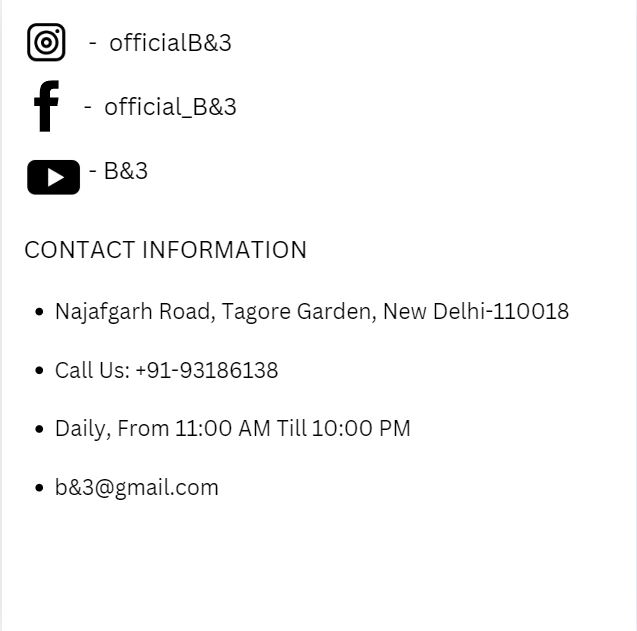 - officialB&3
- official_B&3
- B&3
CONTACT INFORMATION
• Najafgarh Road, Tagore Garden, New Delhi-110018
• Call Us: +91-93186138
• Daily, From 11:00 AM Till 10:00 PM
• b&3@gmail.com